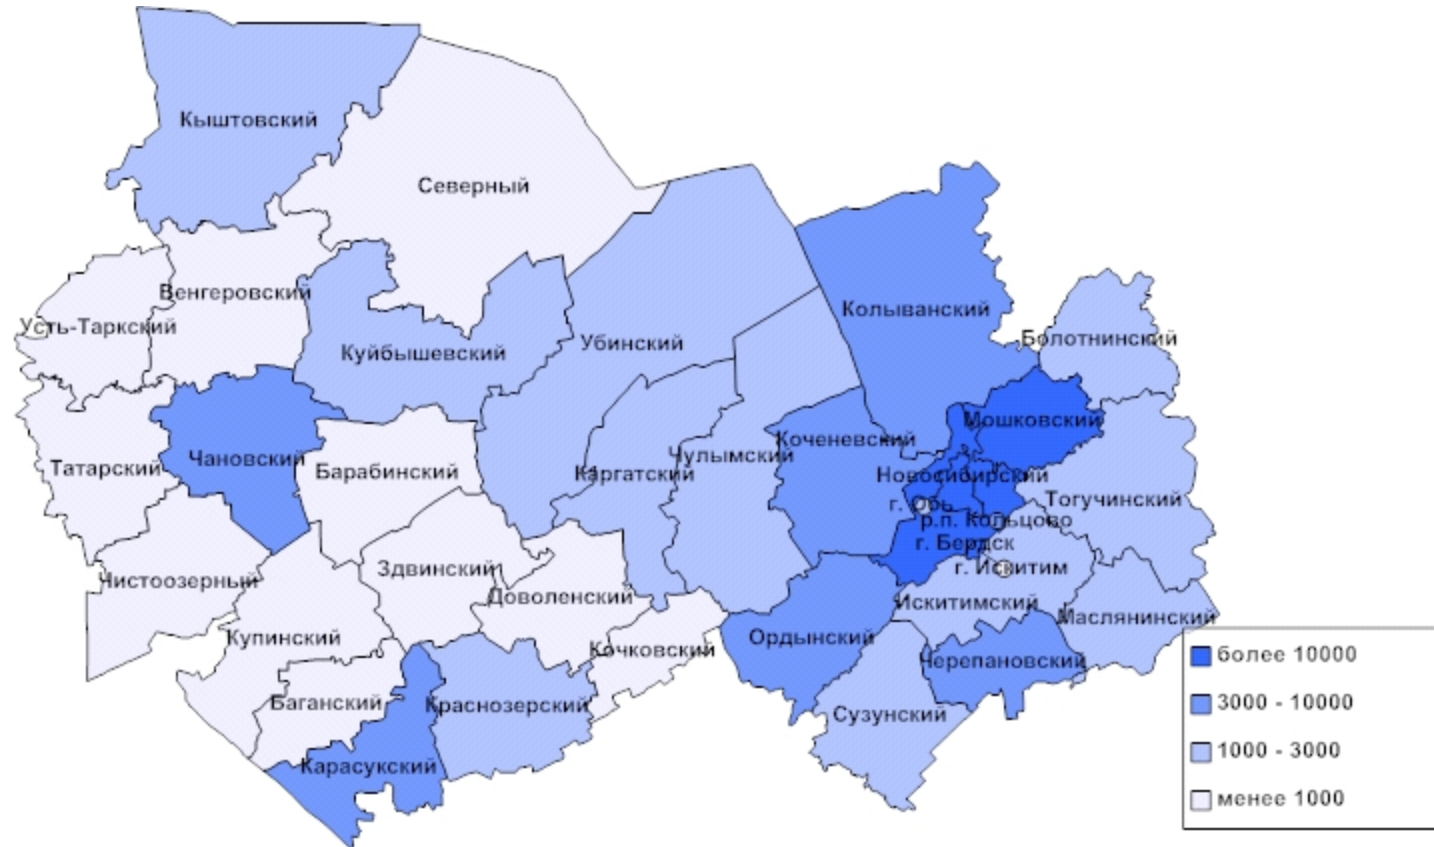 Кыштовский
Северный
Венгеровский
Усть-Таркский
Колыванский
Болотнинский
Убинский
Куйбышевский
Мошковский
Коченевский
Чулымский
Чановский
Татарский
Барабинский
Каргатский
Новосибирский
Тогучинский
г. Обь
р.п. Кольцово
г. Бердск
г. Искитим
Здвинский
Чистоозерный
Доволенский
Искитимский
Маслянинский
Купинский
Ордынский
Кочковский
Черепановский
Баганский
Краснозерский
Сузунский
Карасукский
более 10000
3000 - 10000
1000 - 3000
менее 1000